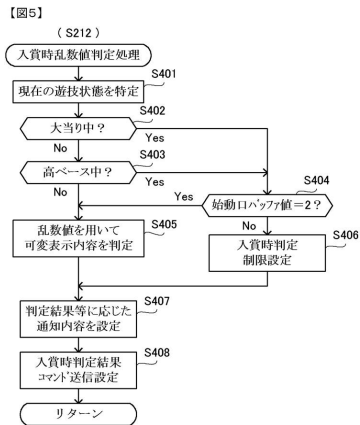 【図5】
(S212)
入賞時乱数値判定処理
S401
現在の遊技状態を特定
S402
大当り中?
Yes
No
S403
高ベース中?
Yes
No
S404
始動口バッファ値=2?
Yes
No
S405
乱数値を用いて
可変表示内容を判定
S406
入賞時判定
制限設定
S407
判定結果等に応じた
通知内容を設定
S408
入賞時判定結果
コマンド送信設定
リターン